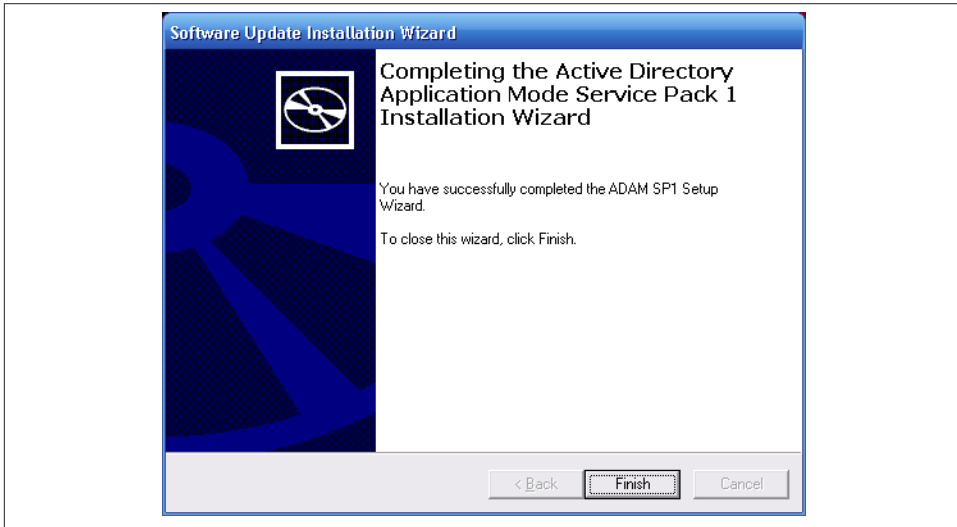 Software Update Installation Wizard
Completing the Active Directory
Application Mode Service Pack 1
Installation Wizard
You have successfully completed the ADAM SP1 Setup
Wizard.
To close this wizard, click Finish.
< Back Finish Cancel